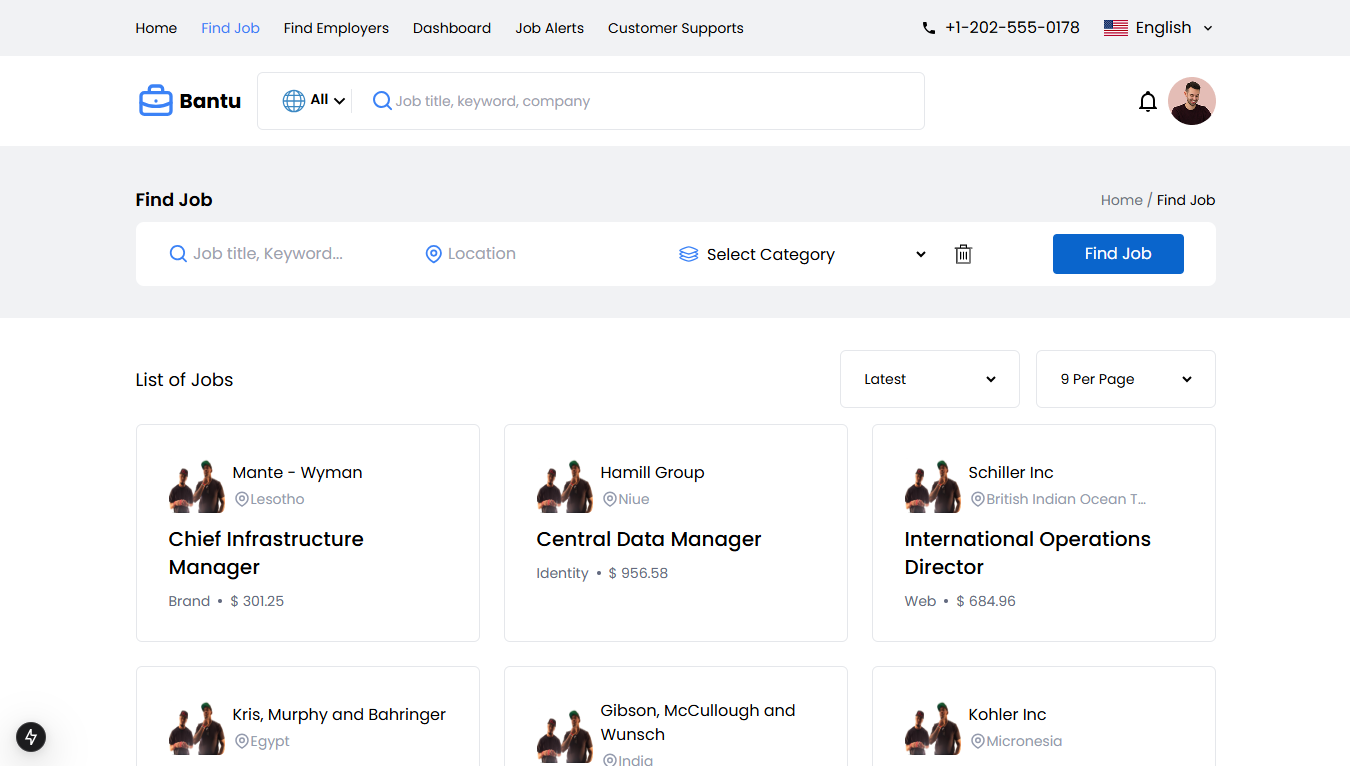 Home Find Job Find Employers Dashboard Job Alerts Customer Supports +1-202-555-0178 English
Bantu All Job title, keyword, company
Find Job Home / Find Job
Job title, Keyword... Location Select Category Find Job
List of Jobs Latest 9 Per Page
Mante - Wyman
Lesotho
Chief Infrastructure
Manager
Brand • $ 301.25
Hamill Group
Niue
Central Data Manager
Identity • $ 956.58
Schiller Inc
British Indian Ocean T...
International Operations
Director
Web • $ 684.96
Kris, Murphy and Bahringer
Egypt
Gibson, McCullough and
Wunsch
India
Kohler Inc
Micronesia